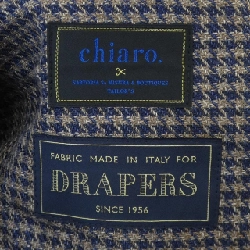 chiaro.
FABRIC MADE IN ITALY FOR
DRAPERS
SINCE 1956